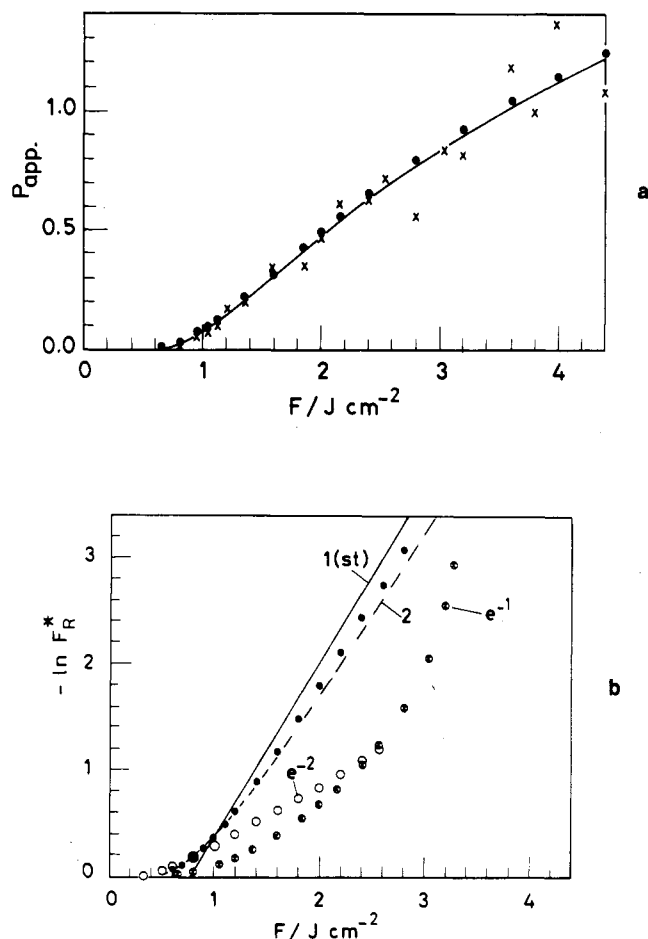 1.0
0.5
0.0
P app.
0 1 2 3 4
F / J cm⁻²
a
3
2
1
0
- ln F*_R
1(st)
2
e⁻¹
e⁻²
0 1 2 3 4
F / J cm⁻²
b